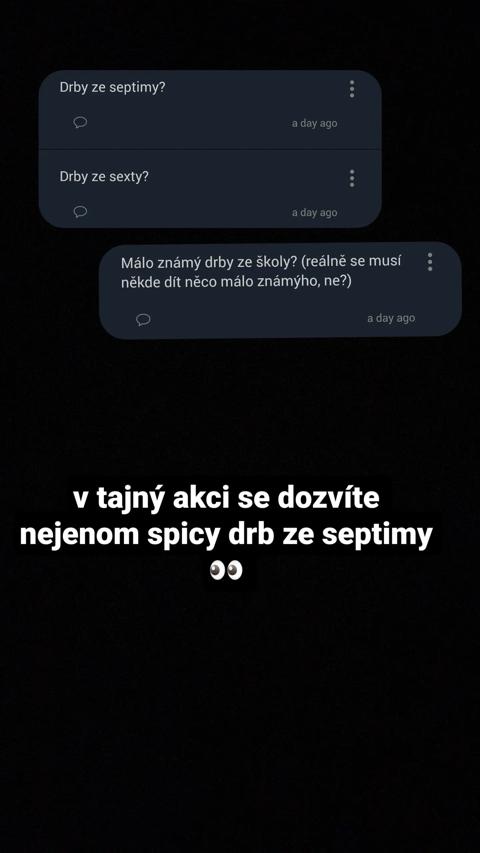 Drby ze septimy?
a day ago
Drby ze sexty?
a day ago
Málo známý drby ze školy? (reálně se musí
někde dít něco málo známýho, ne?)
a day ago
v tajný akci se dozvíte
nejenom spicy drb ze septimy
👀